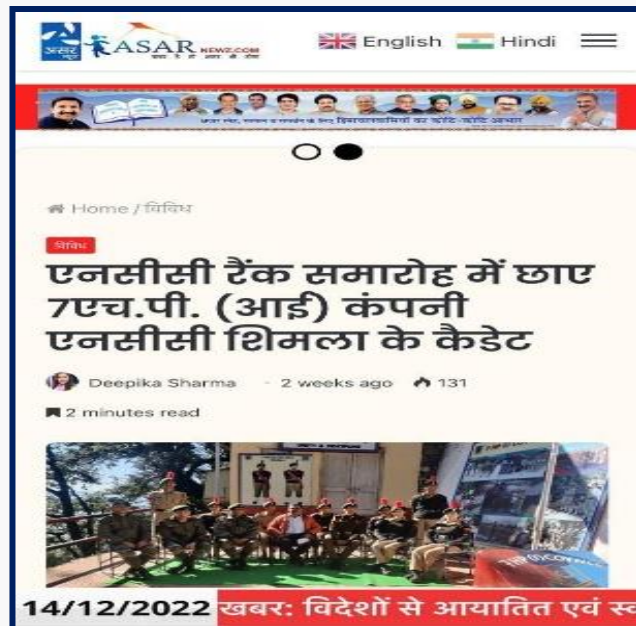 असर
न्यूज़
ASAR NEWZ.COM
English Hindi
Home / विविध
विविध
एनसीसी रैंक समारोह में छाए
7एच.पी. (आई) कंपनी
एनसीसी शिमला के कैडेट
Deepika Sharma - 2 weeks ago 131
2 minutes read
14/12/2022 खबर: विदेशों से आयातित एवं स्व